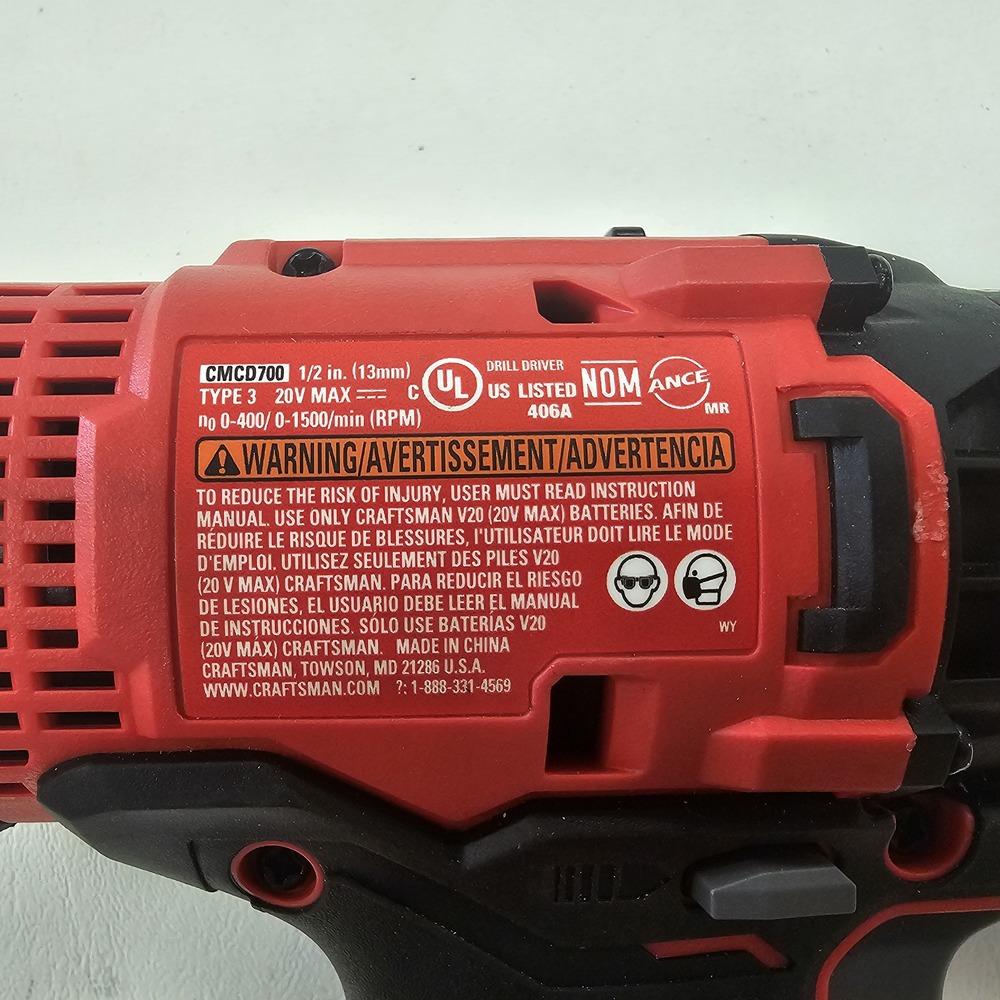 CMCD700 1/2 in. (13mm)
TYPE 3 20V MAX ⎓
n0 0-400/ 0-1500/min (RPM)
C UL US
DRILL DRIVER
LISTED
406A
NOM
ANCE
MR
WARNING/AVERTISSEMENT/ADVERTENCIA
TO REDUCE THE RISK OF INJURY, USER MUST READ INSTRUCTION
MANUAL. USE ONLY CRAFTSMAN V20 (20V MAX) BATTERIES. AFIN DE
RÉDUIRE LE RISQUE DE BLESSURES, l'UTILISATEUR DOIT LIRE LE MODE
D'EMPLOI. UTILISEZ SEULEMENT DES PILES V20
(20 V MAX) CRAFTSMAN. PARA REDUCIR EL RIESGO
DE LESIONES, EL USUARIO DEBE LEER EL MANUAL
DE INSTRUCCIONES. SÓLO USE BATERÍAS V20
(20V MÁX) CRAFTSMAN. MADE IN CHINA
CRAFTSMAN, TOWSON, MD 21286 U.S.A.
WWW.CRAFTSMAN.COM ?: 1-888-331-4569
WY